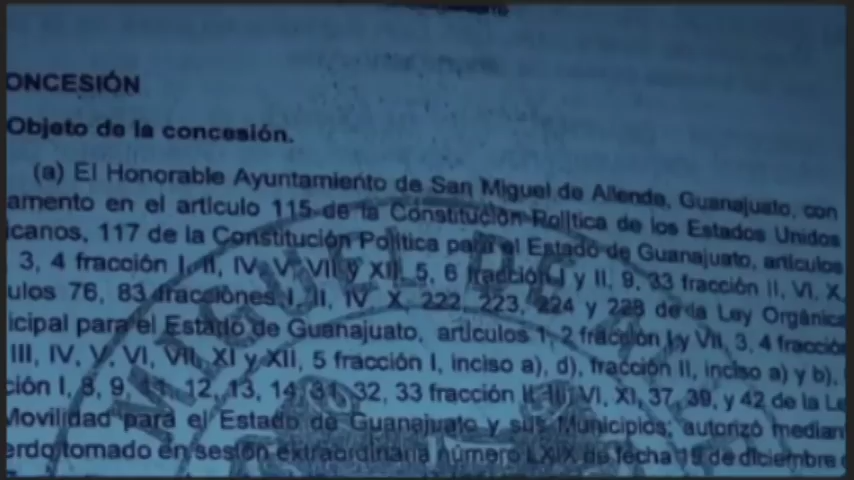 ONCESIÓN
Objeto de la concesión.
(a) El Honorable Ayuntamiento de San Miguel de Allende, Guanajuato, con
amento en el artículo 115 de la Constitución Política de los Estados Unidos
icanos, 117 de la Constitución Política para el Estado de Guanajuato, artículos
3, 4 fracción I, II, IV, V, VII y XII, 5, 6 fracción I y II, 9, 33 fracción II, VI, X,
ulos 76, 83 fracciones I, II, IV X, 222, 223, 224 y 228 de la Ley Orgánica
icipal para el Estado de Guanajuato, artículos 1, 2 fracción I y VII, 3, 4 fracció
III, IV, V, VI, VII, XI y XII, 5 fracción I, inciso a), d), fracción II, inciso a) y b),
ción I, 8, 9, 11, 12, 13, 14, 31, 32, 33 fracción II, III, VI, XI, 37, 39, y 42 de la Le
Movilidad para el Estado de Guanajuato y sus Municipios; autorizó median
erdo tomado en sesión extraordinaria número LXIX de fecha 19 de diciembre
MIGUEL DE